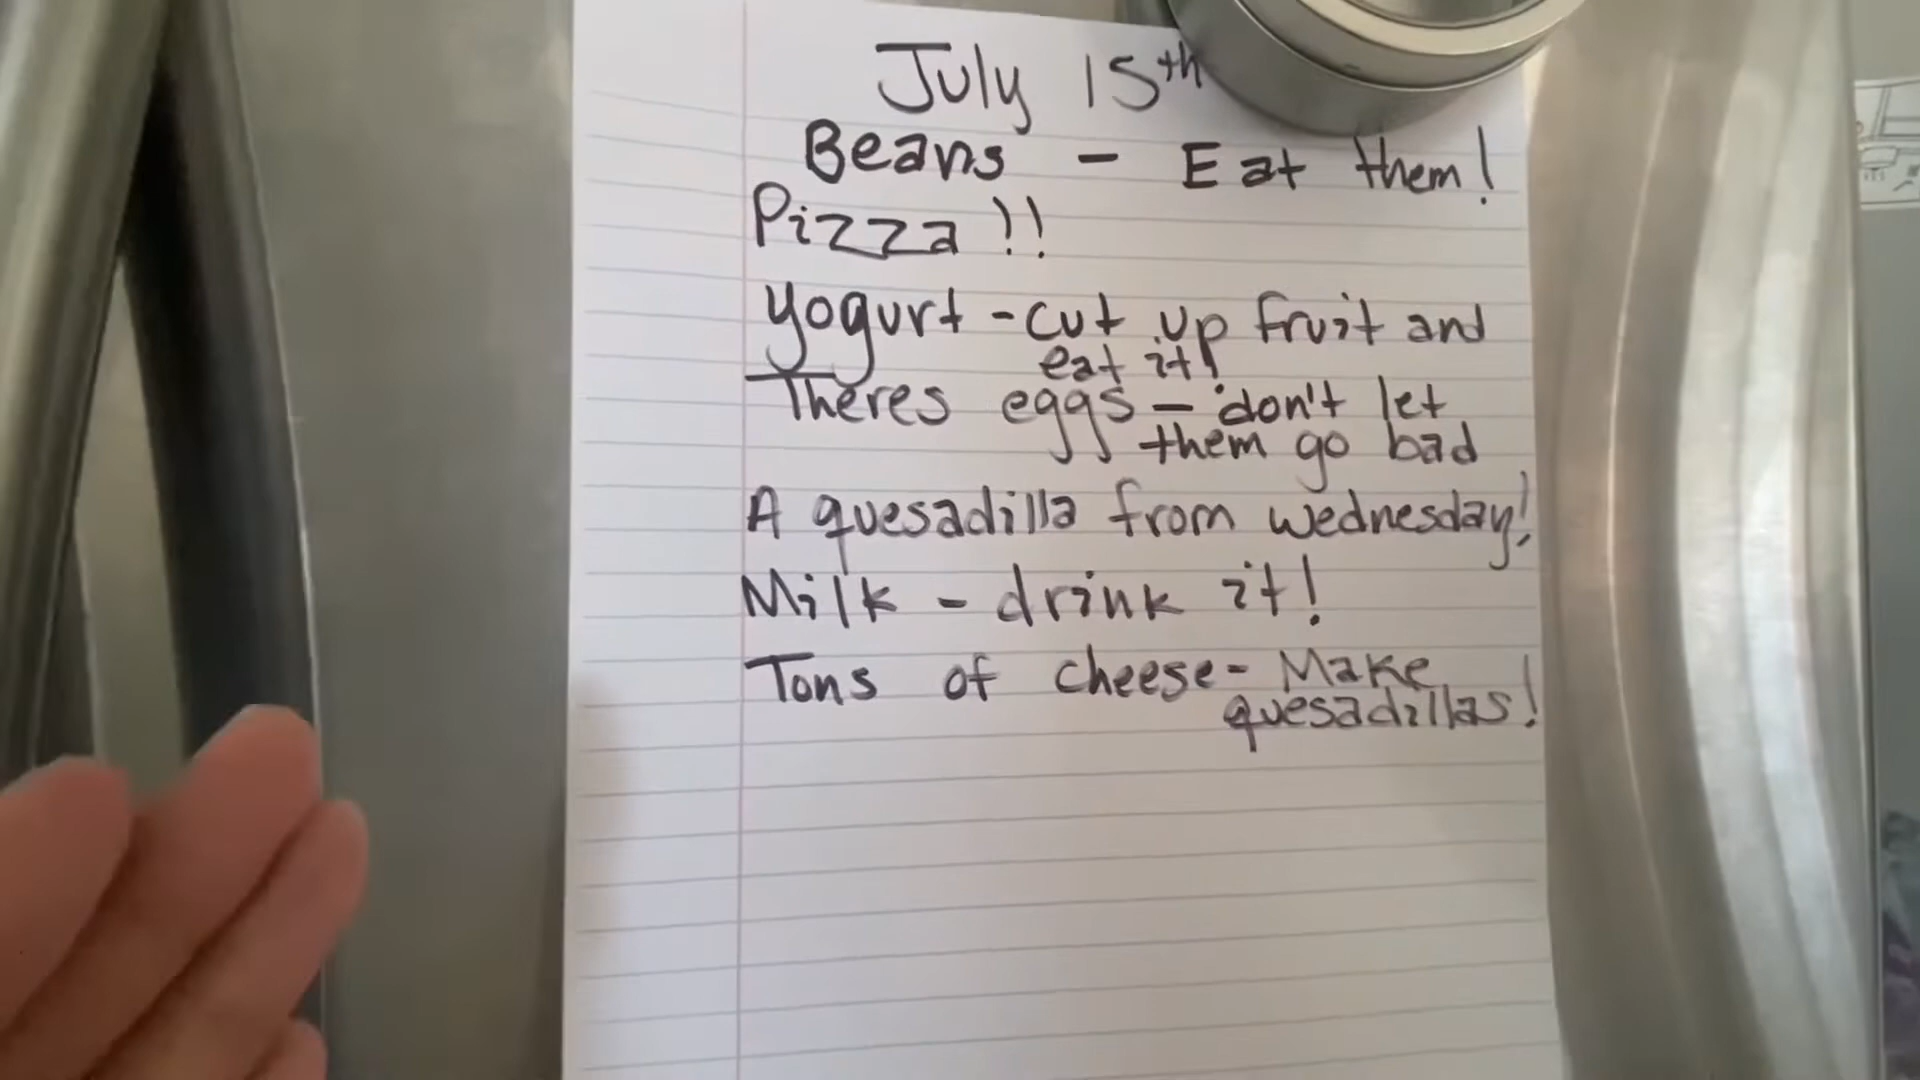 July 15th
Beans - Eat them!
Pizza!!
Yogurt - cut up fruit and
eat it!
Theres eggs - don't let
them go bad
A quesadilla from wednesday!
Milk - drink it!
Tons of cheese - Make
quesadillas!